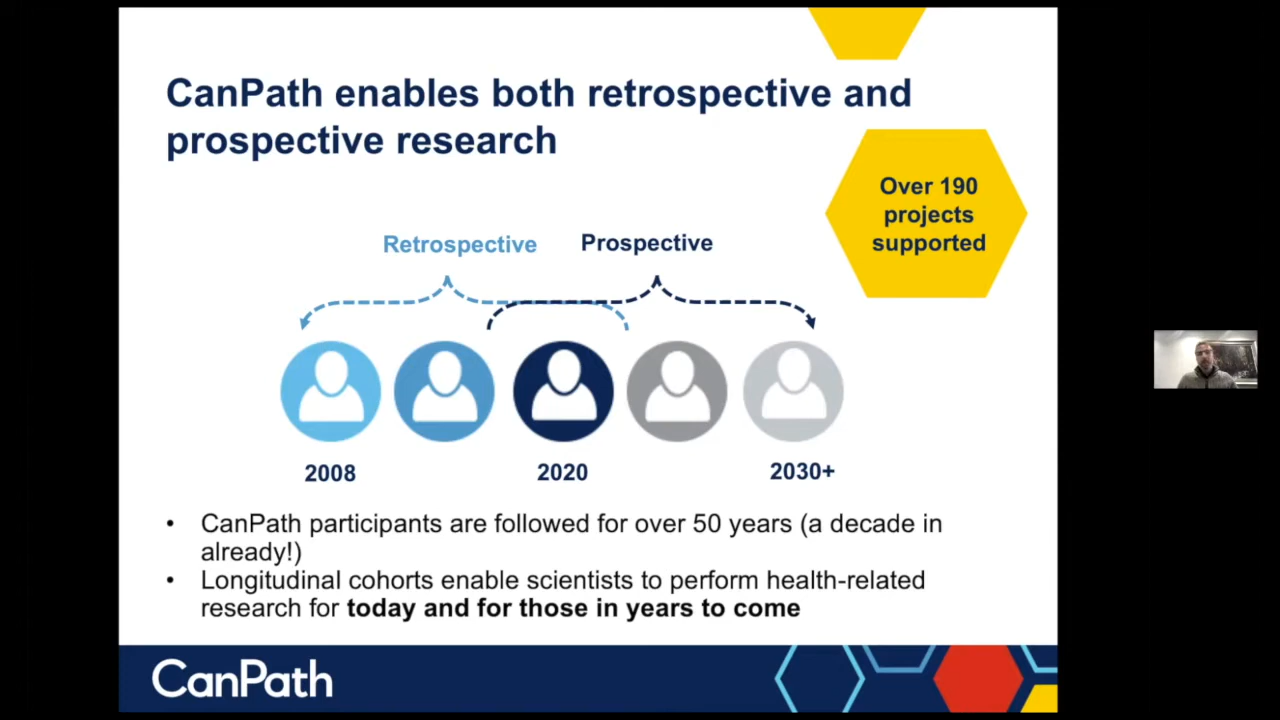 CanPath enables both retrospective and
prospective research
Over 190
projects
supported
Retrospective
Prospective
2008
2020
2030+
• CanPath participants are followed for over 50 years (a decade in
already!)
• Longitudinal cohorts enable scientists to perform health-related
research for today and for those in years to come
CanPath